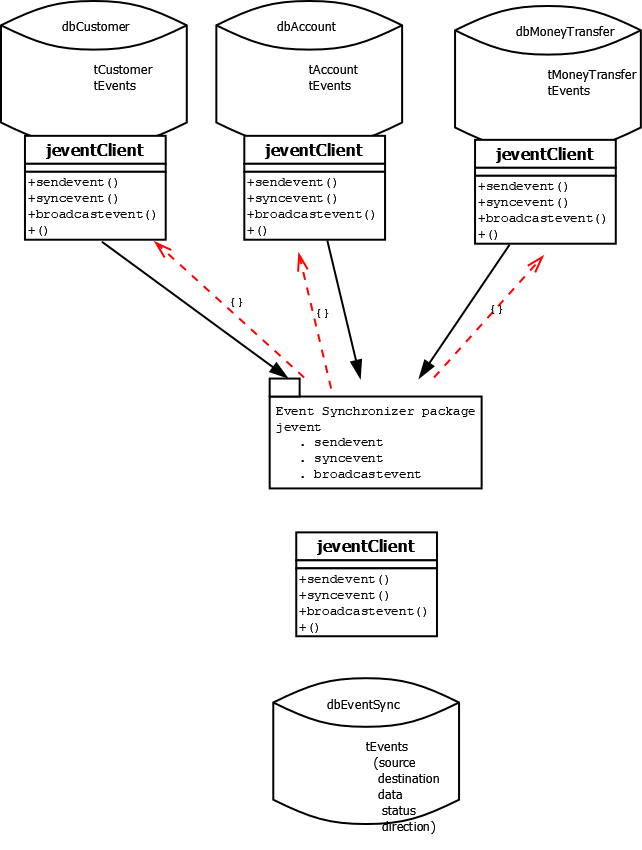 dbCustomer
tCustomer
tEvents
jeventClient
+sendevent()
+syncevent()
+broadcastevent()
+()
dbAccount
tAccount
tEvents
jeventClient
+sendevent()
+syncevent()
+broadcastevent()
+()
dbMoneyTransfer
tMoneyTransfer
tEvents
jeventClient
+sendevent()
+syncevent()
+broadcastevent()
+()
{}
{}
{}
Event Synchronizer package
jevent
. sendevent
. syncevent
. broadcastevent
jeventClient
+sendevent()
+syncevent()
+broadcastevent()
+()
dbEventSync
tEvents
(source
destination
data
status
direction)